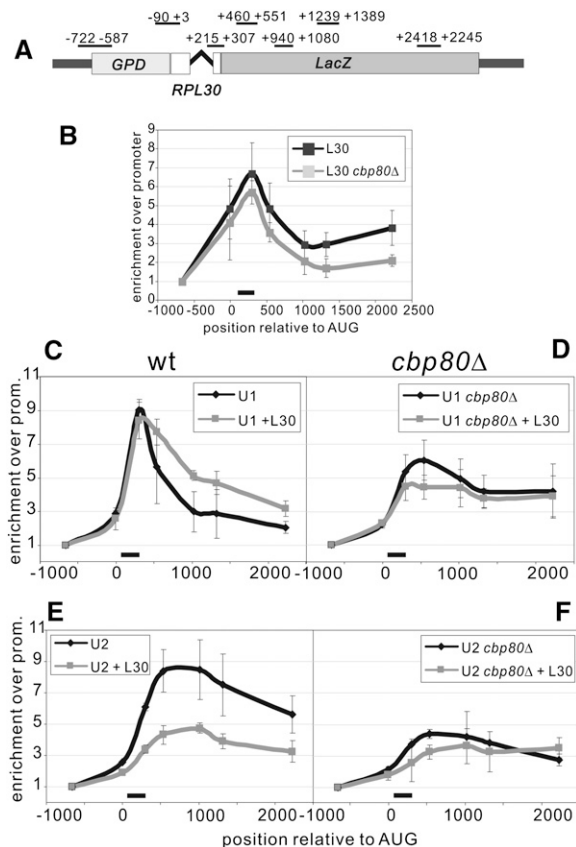 -90 +3 +460 +551 +1239 +1389
A -722 -587 +215 +307 +940 +1080 +2418 +2245
GPD LacZ
RPL30
B
enrichment over promoter
9
8
7
6
5
4
3
2
1
L30
L30 cbp80Δ
-1000 -500 0 500 1000 1500 2000 2500
position relative to AUG
C wt cbp80Δ D
enrichment over prom.
11
9
7
5
3
1
U1
U1 +L30
U1 cbp80Δ
U1 cbp80Δ + L30
-1000 0 1000 2000 -1000 0 1000 2000
E F
enrichment over prom.
11
9
7
5
3
1
U2
U2 + L30
U2 cbp80Δ
U2 cbp80Δ + L30
-1000 0 1000 2000 -1000 0 1000 2000
position relative to AUG